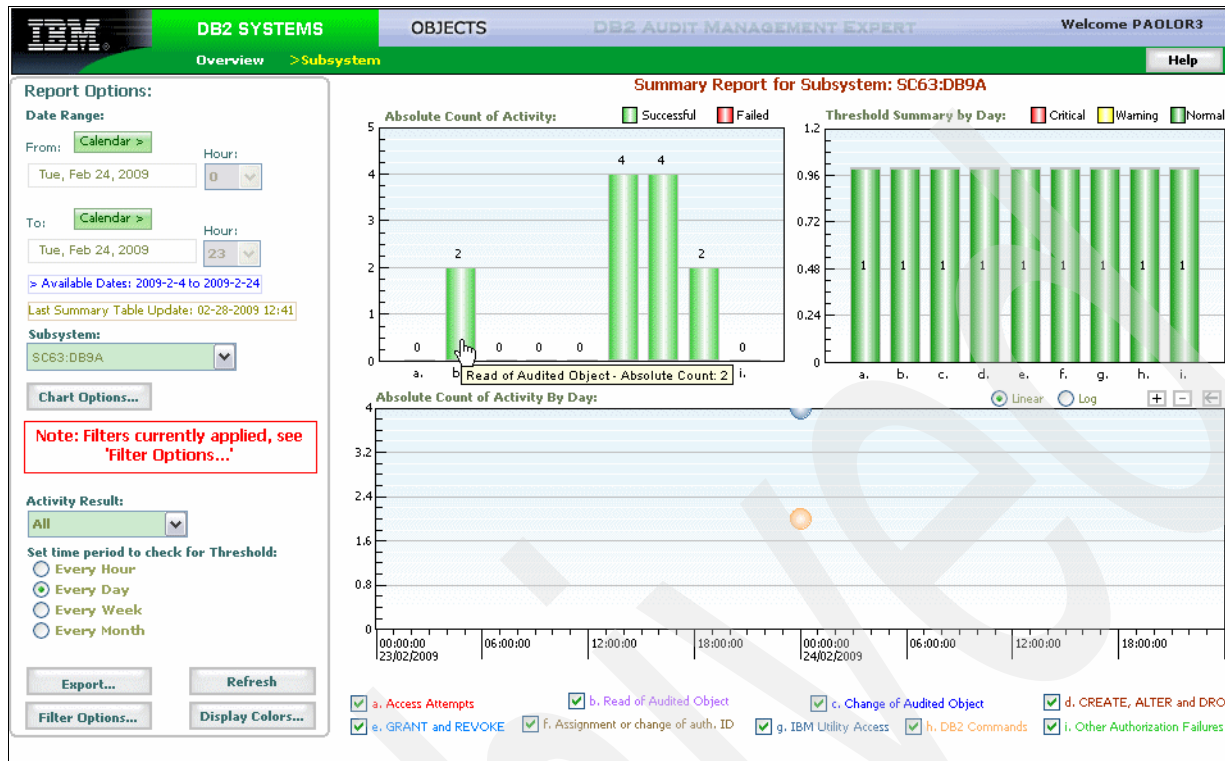 IBM
DB2 SYSTEMS
OBJECTS
DB2 AUDIT MANAGEMENT EXPERT
Welcome PAOLOR3
Overview >Subsystem
Help
Report Options:
Date Range:
From: Calendar >
Hour:
Tue, Feb 24, 2009 0
To: Calendar >
Hour:
Tue, Feb 24, 2009 23
> Available Dates: 2009-2-4 to 2009-2-24
Last Summary Table Update: 02-28-2009 12:41
Subsystem:
SC63:DB9A
Chart Options...
Note: Filters currently applied, see
'Filter Options...'
Activity Result:
All
Set time period to check for Threshold:
Every Hour
Every Day
Every Week
Every Month
Export... Refresh
Filter Options... Display Colors...
Summary Report for Subsystem: SC63:DB9A
Absolute Count of Activity: Successful Failed
5
4
3
2
1
0
0 2 0 0 0 4 4 2 0
a. b. i.
Read of Audited Object - Absolute Count: 2
Threshold Summary by Day: Critical Warning Normal
1.2
0.96
0.72
0.48
0.24
0
1 1 1 1 1 1 1 1 1
a. b. c. d. e. f. g. h. i.
Absolute Count of Activity By Day: Linear Log + -
4
3.2
2.4
1.6
0.8
0
00:00:00 06:00:00 12:00:00 18:00:00 00:00:00 06:00:00 12:00:00 18:00:00
23/02/2009 24/02/2009
a. Access Attempts b. Read of Audited Object c. Change of Audited Object d. CREATE, ALTER and DRO
e. GRANT and REVOKE f. Assignment or change of auth. ID g. IBM Utility Access h. DB2 Commands i. Other Authorization Failures